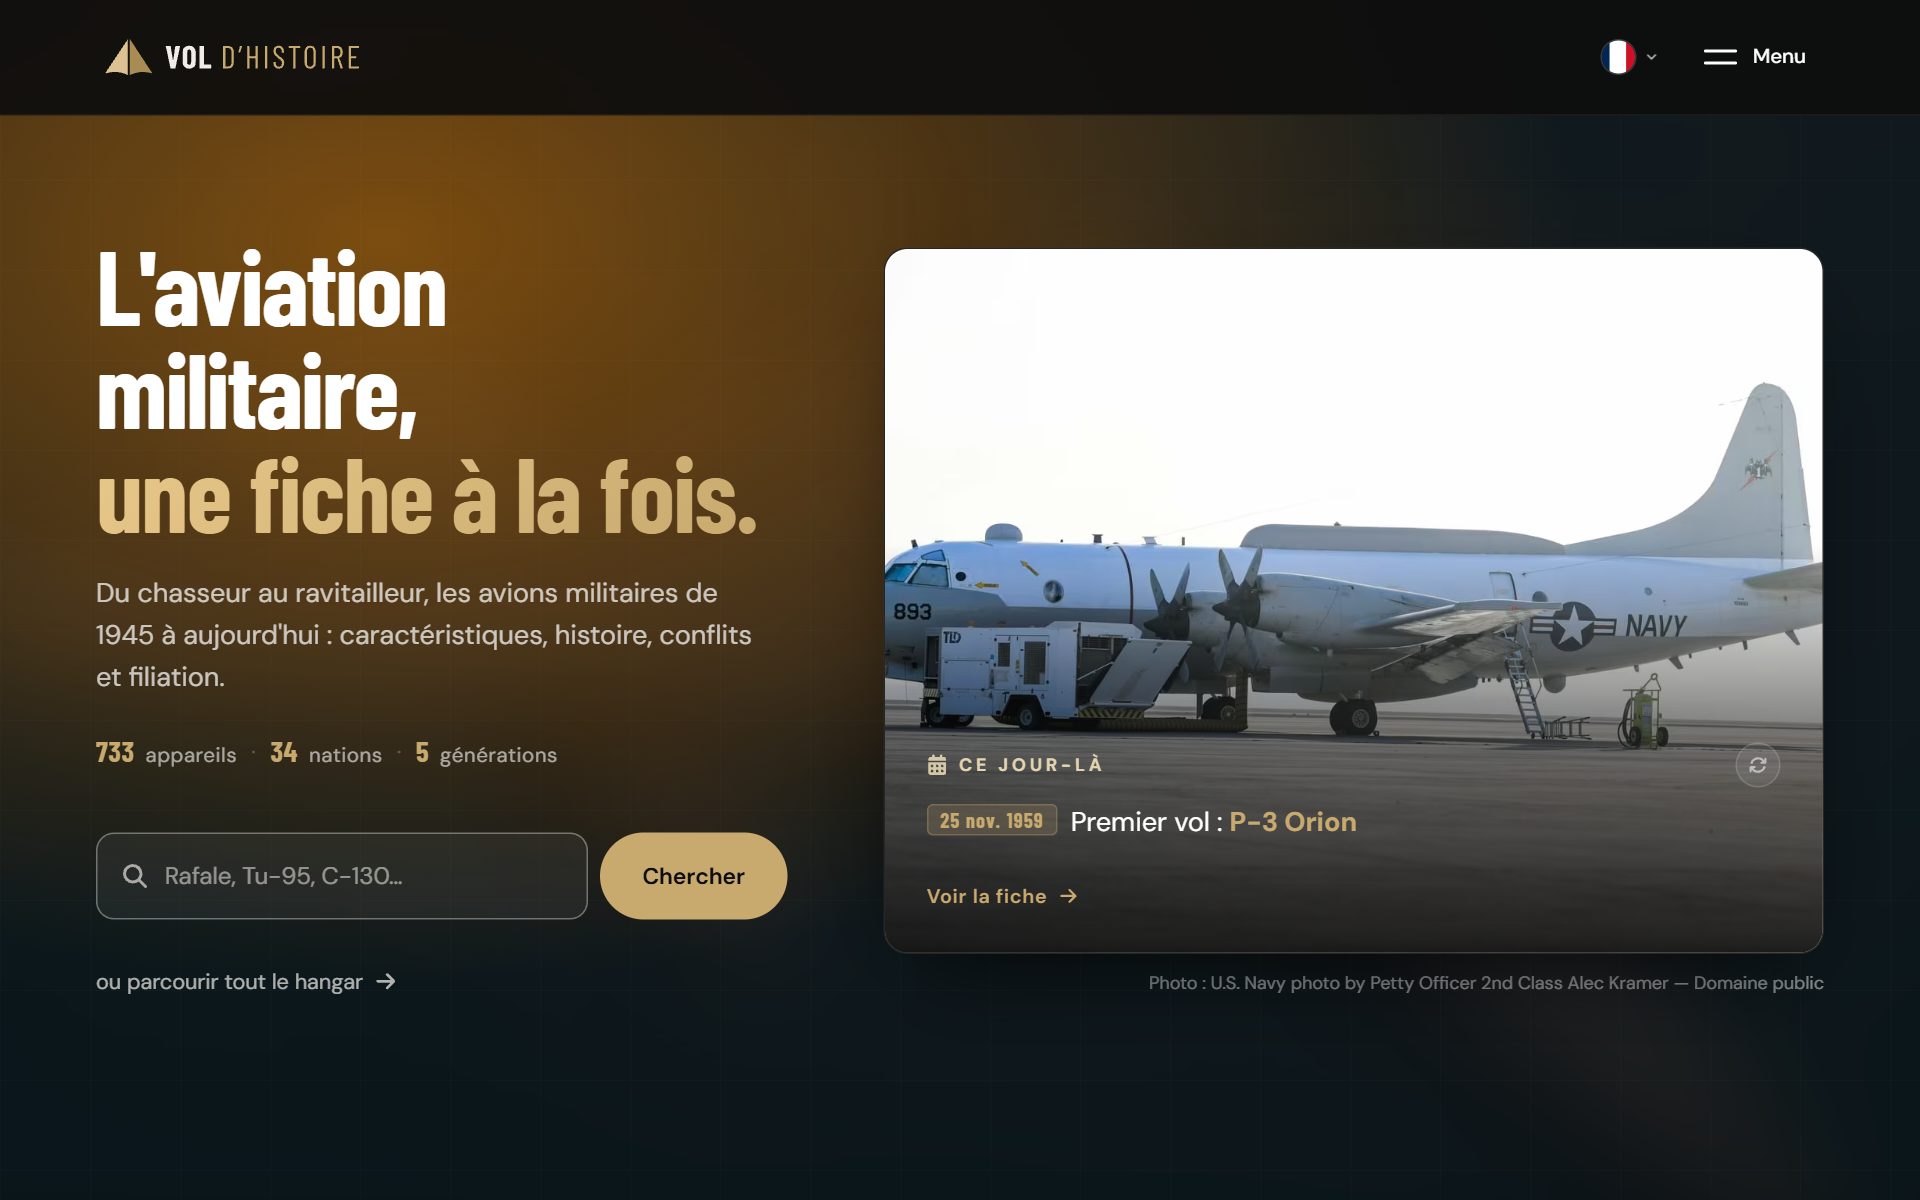 VOL D'HISTOIRE
Menu
L'aviation
militaire,
une fiche à la fois.
Du chasseur au ravitailleur, les avions militaires de
1945 à aujourd'hui : caractéristiques, histoire, conflits
et filiation.
733 appareils · 34 nations · 5 générations
Rafale, Tu-95, C-130...
Chercher
ou parcourir tout le hangar →
893
TLD
NAVY
CE JOUR-LÀ
25 nov. 1959 Premier vol : P-3 Orion
Voir la fiche →
Photo : U.S. Navy photo by Petty Officer 2nd Class Alec Kramer — Domaine public